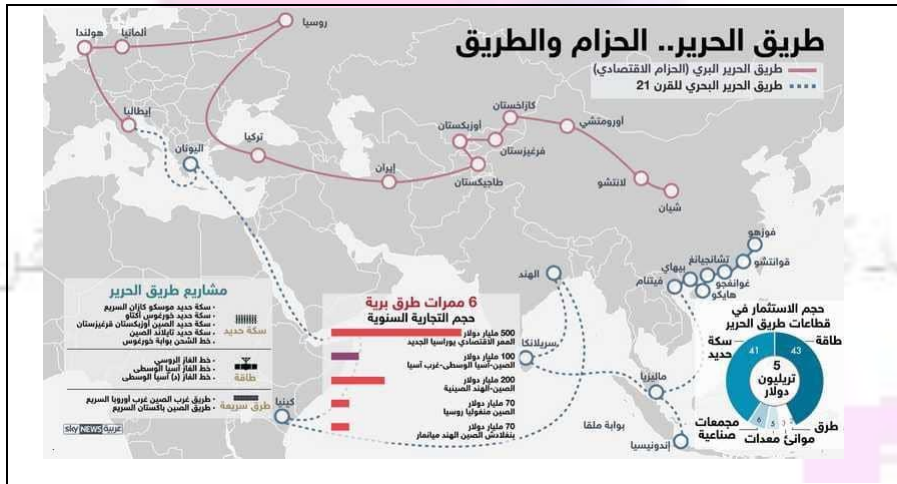 طريق الحرير.. الحزام والطريق
طريق الحرير البري (الحزام الاقتصادي)
طريق الحرير البحري للقرن 21
روسيا
ألمانيا
هولندا
إيطاليا
اليونان
تركيا
إيران
أوزبكستان
كازاخستان
قرغيزستان
طاجيكستان
أورومتشي
لانتشو
شيان
فوزهو
قوانتشو
تشانجيانغ
غوانغجو
بيهاي
هايكو
فيتنام
الهند
سريلانكا
ماليزيا
بوابة ملقا
إندونيسيا
كينيا
مشاريع طريق الحرير
سكة حديد
• سكة حديد موسكو كازان السريع
• سكة حديد خورغوس أكتاو
• سكة حديد الصين أوزبكستان قرغيزستان
• سكة حديد تايلاند الصين
• خط الشحن بوابة خورغوس
طاقة
• خط الغاز الروسي
• خط الغاز آسيا الوسطى
• خط الغاز (د) آسيا الوسطى
طرق سريعة
• طريق غرب الصين غرب أوروبا السريع
• طريق الصين باكستان السريع
sky NEWS عربية
6 ممرات طرق برية
حجم التجارية السنوية
500 مليار دولار
الممر الاقتصادي يوراسيا الجديد
100 مليار دولار
الصين-آسيا الوسطى-غرب آسيا
200 مليار دولار
الصين-الهند الصينية
70 مليار دولار
الصين منغوليا روسيا
70 مليار دولار
بنغلادش الصين الهند ميانمار
حجم الاستثمار في
قطاعات طريق الحرير
طاقة
43
سكة
حديد
41
5
تريليون
دولار
6
5
طرق
موانئ
معدات
مجمعات
صناعية